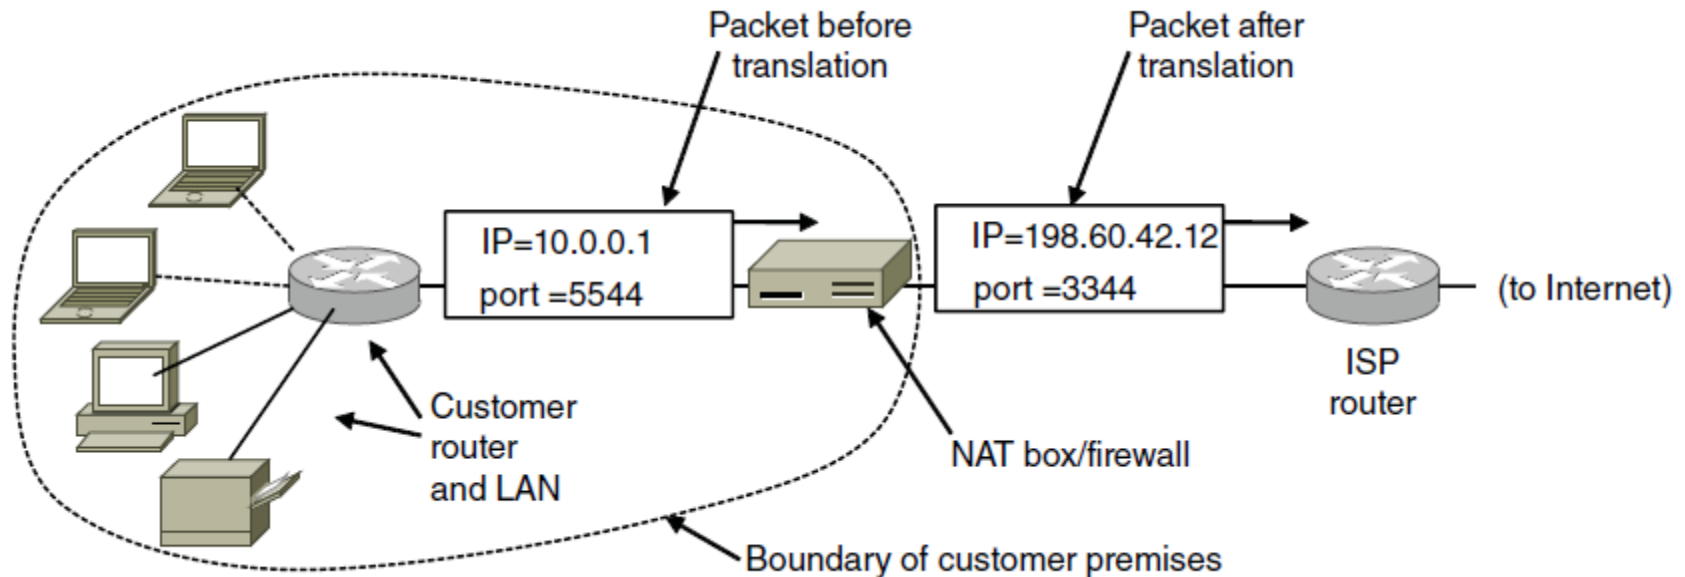 Packet before
translation
Packet after
translation
IP=10.0.0.1
port =5544
IP=198.60.42.12
port =3344
(to Internet)
ISP
router
Customer
router
and LAN
NAT box/firewall
Boundary of customer premises